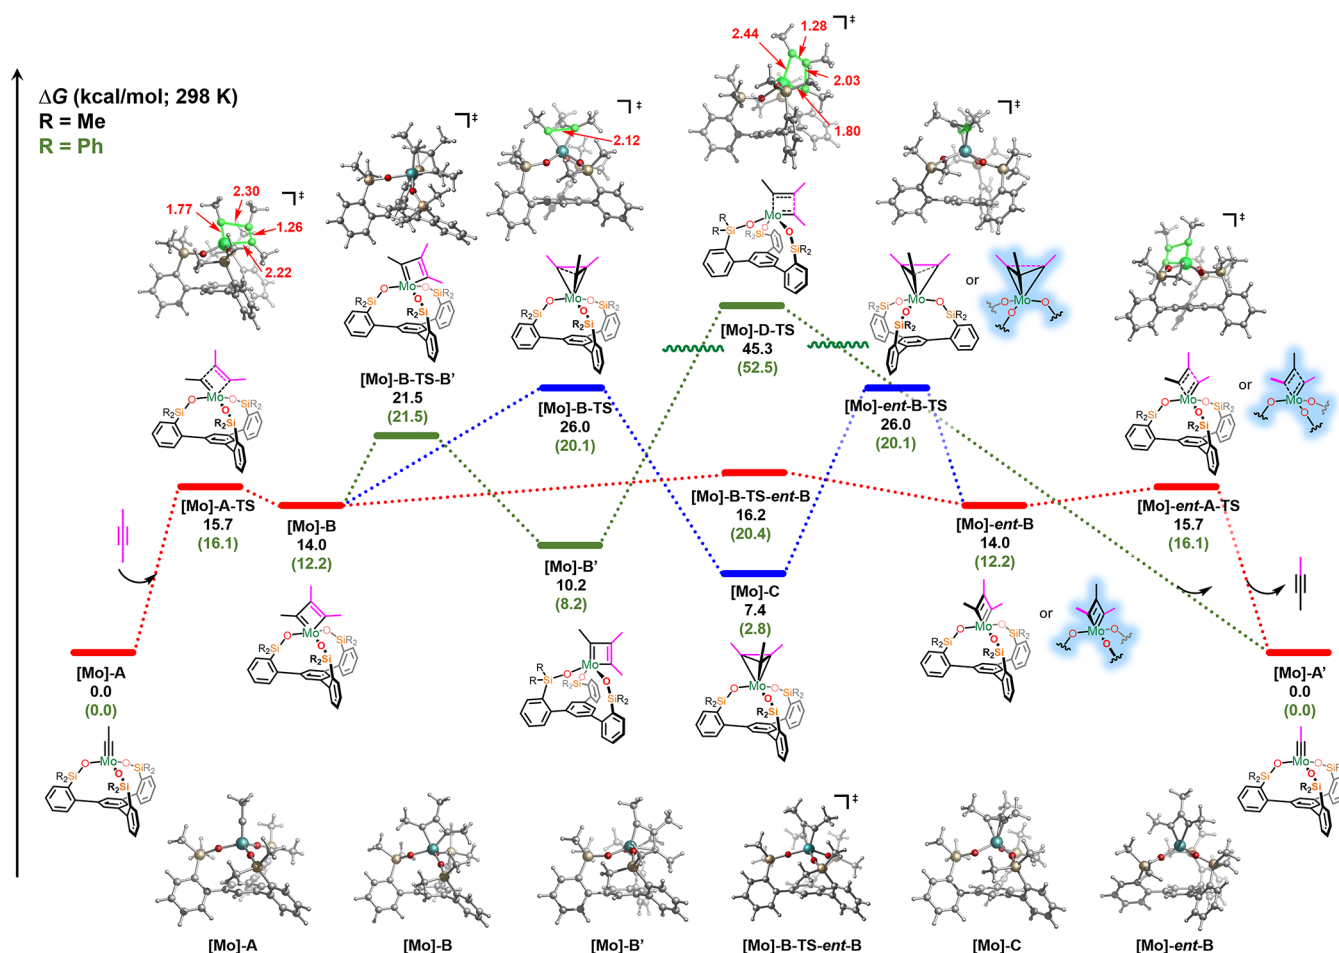 ΔG (kcal/mol; 298 K)
R = Me
R = Ph
2.30
1.77
1.26
2.22
‡
‡
2.12
‡
2.44
1.28
2.03
1.80
‡
‡
‡
[Mo]-A
0.0
(0.0)
[Mo]-A-TS
15.7
(16.1)
[Mo]-B
14.0
(12.2)
[Mo]-B-TS-B'
21.5
(21.5)
[Mo]-B'
10.2
(8.2)
[Mo]-B-TS
26.0
(20.1)
[Mo]-D-TS
45.3
(52.5)
[Mo]-B-TS-ent-B
16.2
(20.4)
[Mo]-C
7.4
(2.8)
[Mo]-ent-B-TS
26.0
(20.1)
or
[Mo]-ent-B
14.0
(12.2)
or
[Mo]-ent-A-TS
15.7
(16.1)
or
[Mo]-A'
0.0
(0.0)
Mo
O
O
O
R2Si
SiR2
R2Si
[Mo]-A
[Mo]-B
[Mo]-B'
[Mo]-B-TS-ent-B
‡
[Mo]-C
[Mo]-ent-B